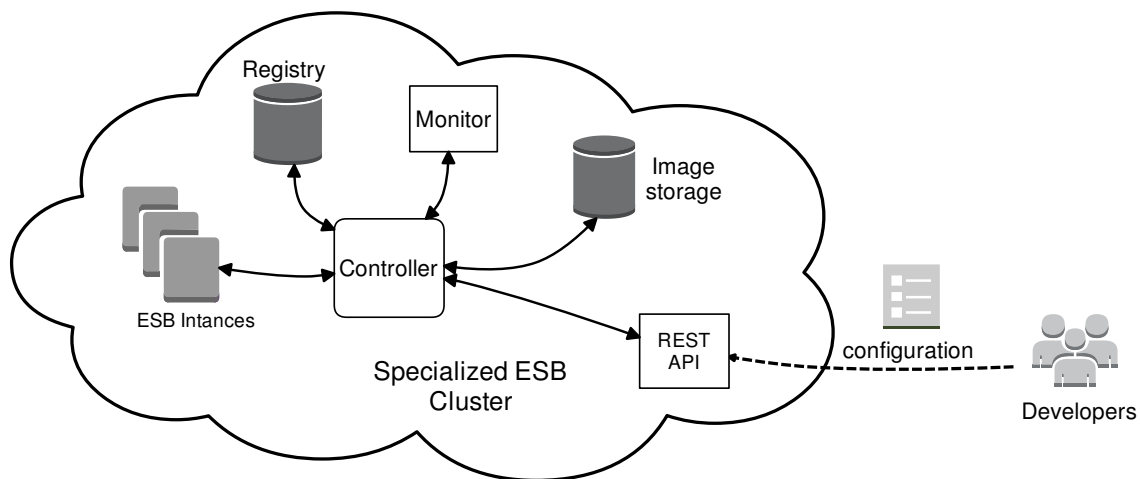 Registry
Monitor
Image
storage
Controller
ESB Intances
REST
API
configuration
Specialized ESB
Cluster
Developers